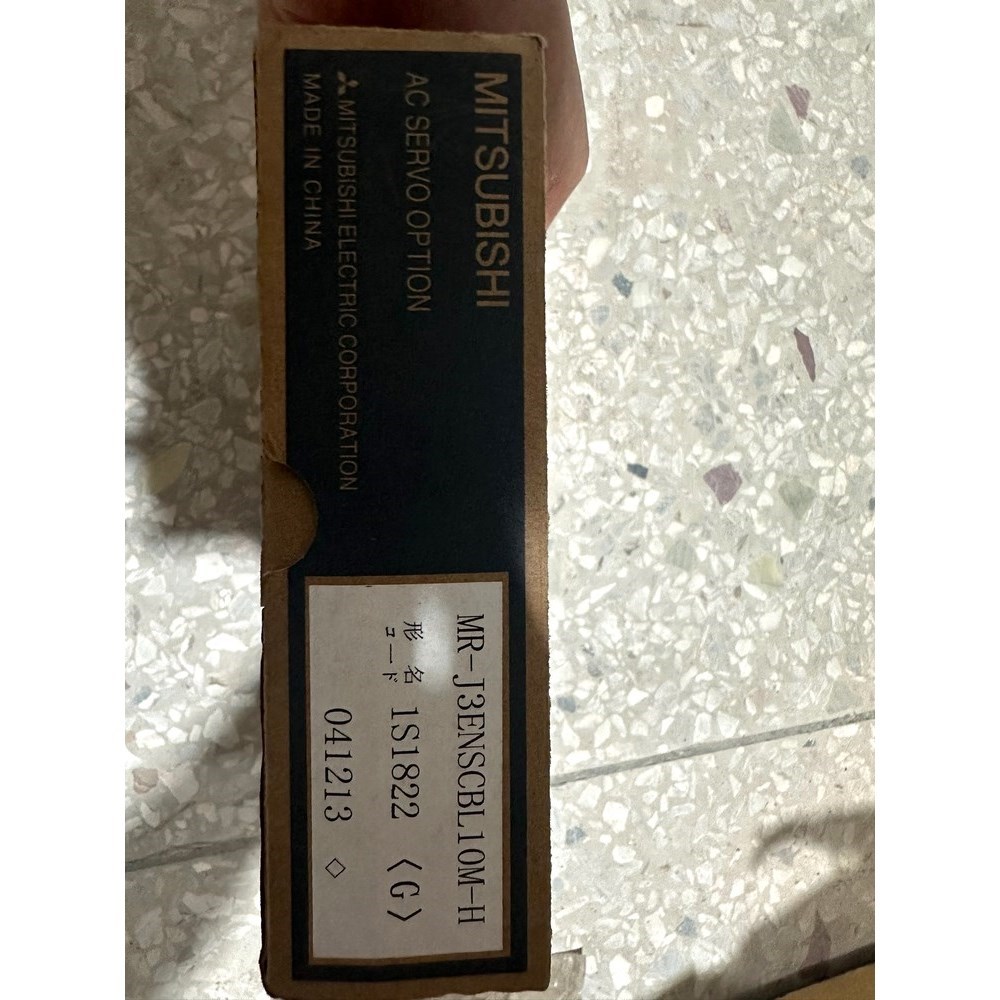 MITSUBISHI
AC SERVO OPTION
MITSUBISHI ELECTRIC CORPORATION
MADE IN CHINA
MR-J3ENSCBL10M-H
形 名
コード 1S1822 〈G〉
041213 ◇